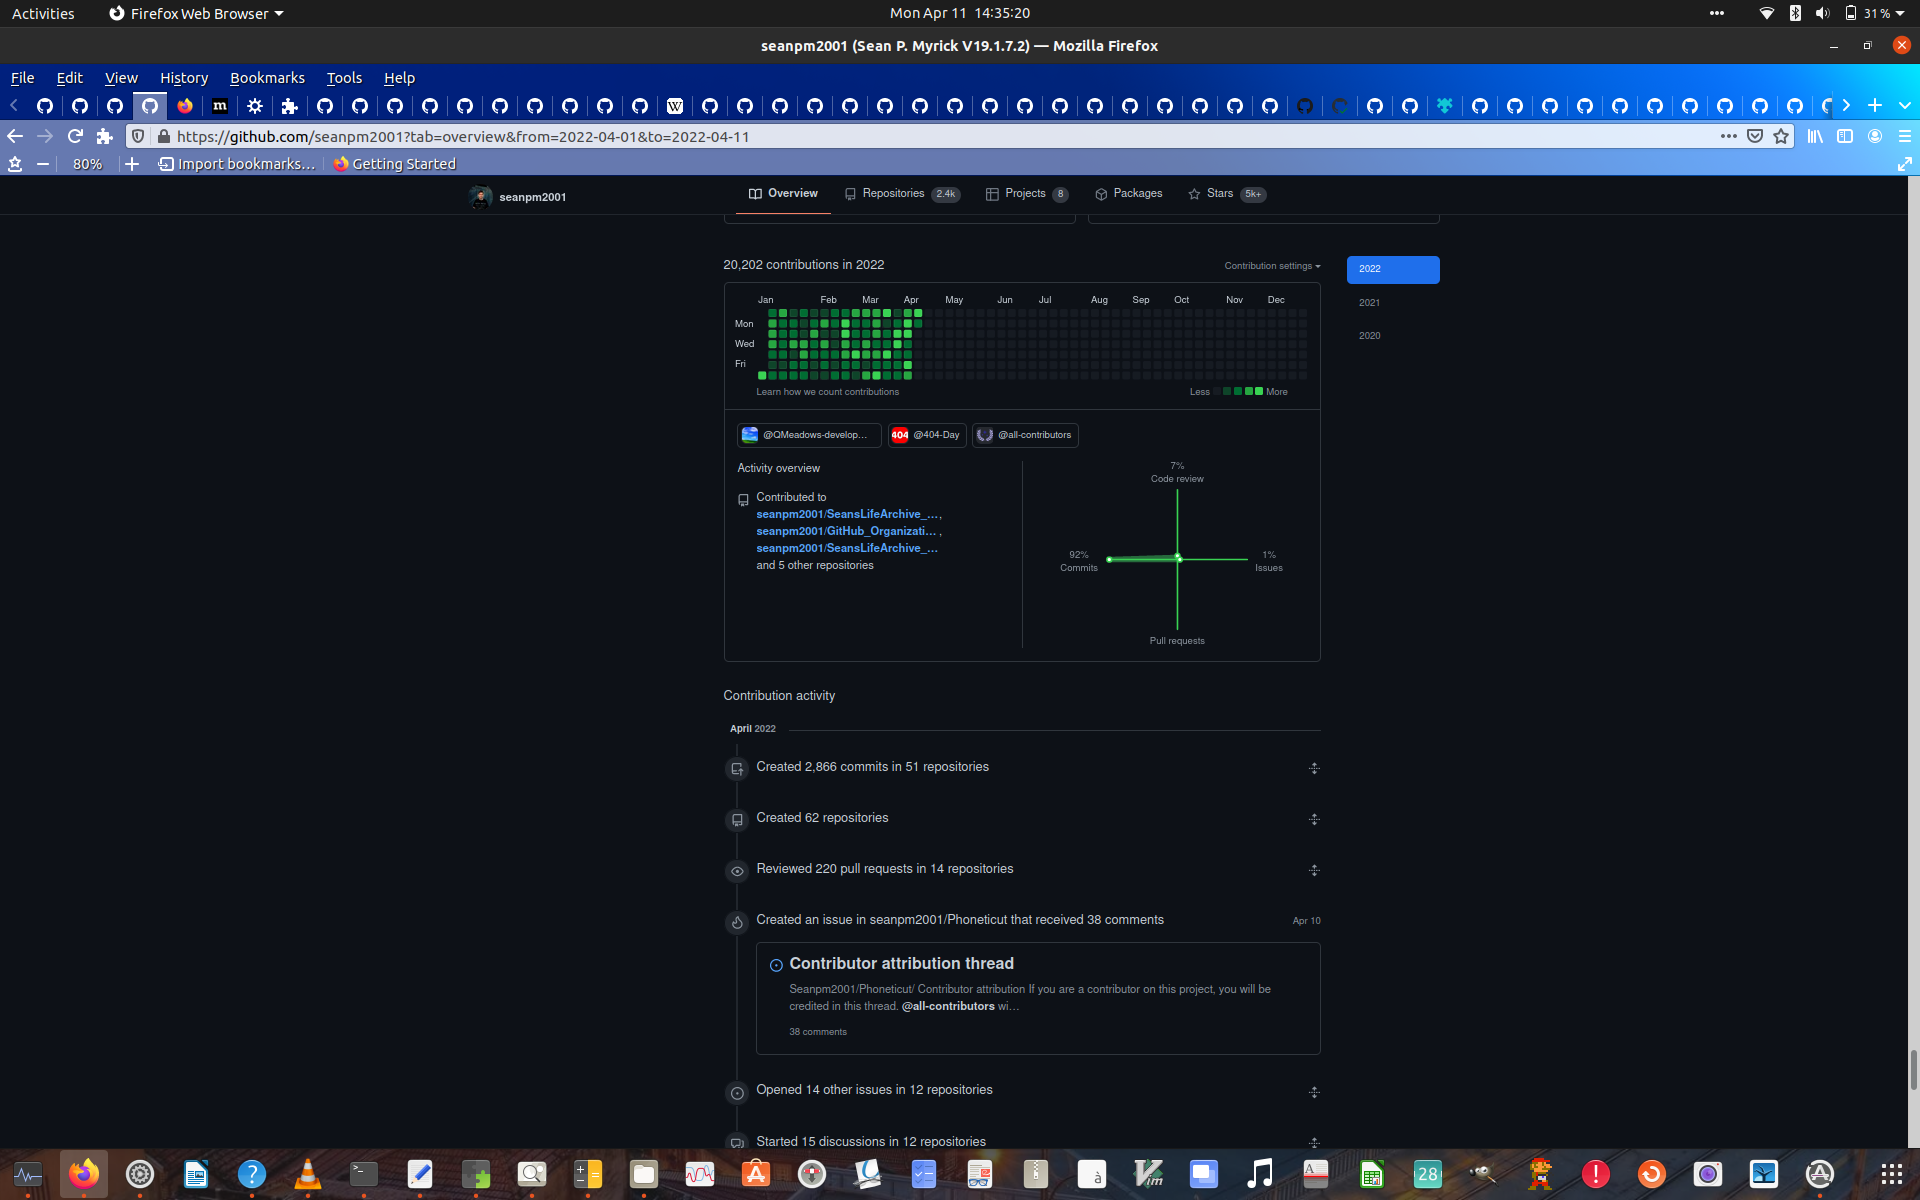 Activities Firefox Web Browser Mon Apr 11 14:35:20 31 %
seanpm2001 (Sean P. Myrick V19.1.7.2) — Mozilla Firefox
File Edit View History Bookmarks Tools Help
https://github.com/seanpm2001?tab=overview&from=2022-04-01&to=2022-04-11
80% Import bookmarks... Getting Started
seanpm2001 Overview Repositories 2.4k Projects 8 Packages Stars 5k+
20,202 contributions in 2022 Contribution settings 2022
2021
2020
Jan Feb Mar Apr May Jun Jul Aug Sep Oct Nov Dec
Mon
Wed
Fri
Learn how we count contributions Less More
@QMeadows-develop... 404 @404-Day @all-contributors
Activity overview
Contributed to
seanpm2001/SeansLifeArchive_... ,
seanpm2001/GitHub_Organizati... ,
seanpm2001/SeansLifeArchive_...
and 5 other repositories
7%
Code review
92%
Commits
1%
Issues
Pull requests
Contribution activity
April 2022
Created 2,866 commits in 51 repositories
Created 62 repositories
Reviewed 220 pull requests in 14 repositories
Created an issue in seanpm2001/Phoneticut that received 38 comments Apr 10
Contributor attribution thread
Seanpm2001/Phoneticut/ Contributor attribution If you are a contributor on this project, you will be
credited in this thread. @all-contributors wi...
38 comments
Opened 14 other issues in 12 repositories
Started 15 discussions in 12 repositories
28